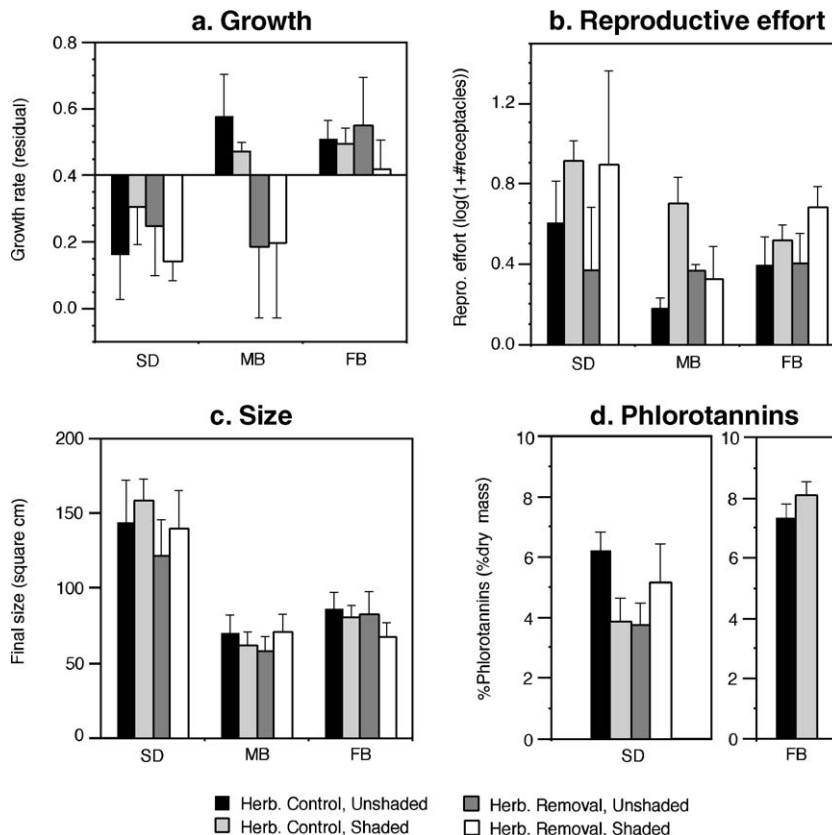 a. Growth
0.8
0.6
0.4
0.2
0.0
Growth rate (residual)
SD MB FB
b. Reproductive effort
1.2
0.8
0.4
0.0
Repro. effort (log(1+#receptacles))
SD MB FB
c. Size
200
150
100
50
0
Final size (square cm)
SD MB FB
d. Phlorotannins
10
8
6
4
2
0
%Phlorotannins (%dry mass)
SD
10
8
6
4
2
0
FB
Herb. Control, Unshaded Herb. Removal, Unshaded
Herb. Control, Shaded Herb. Removal, Shaded